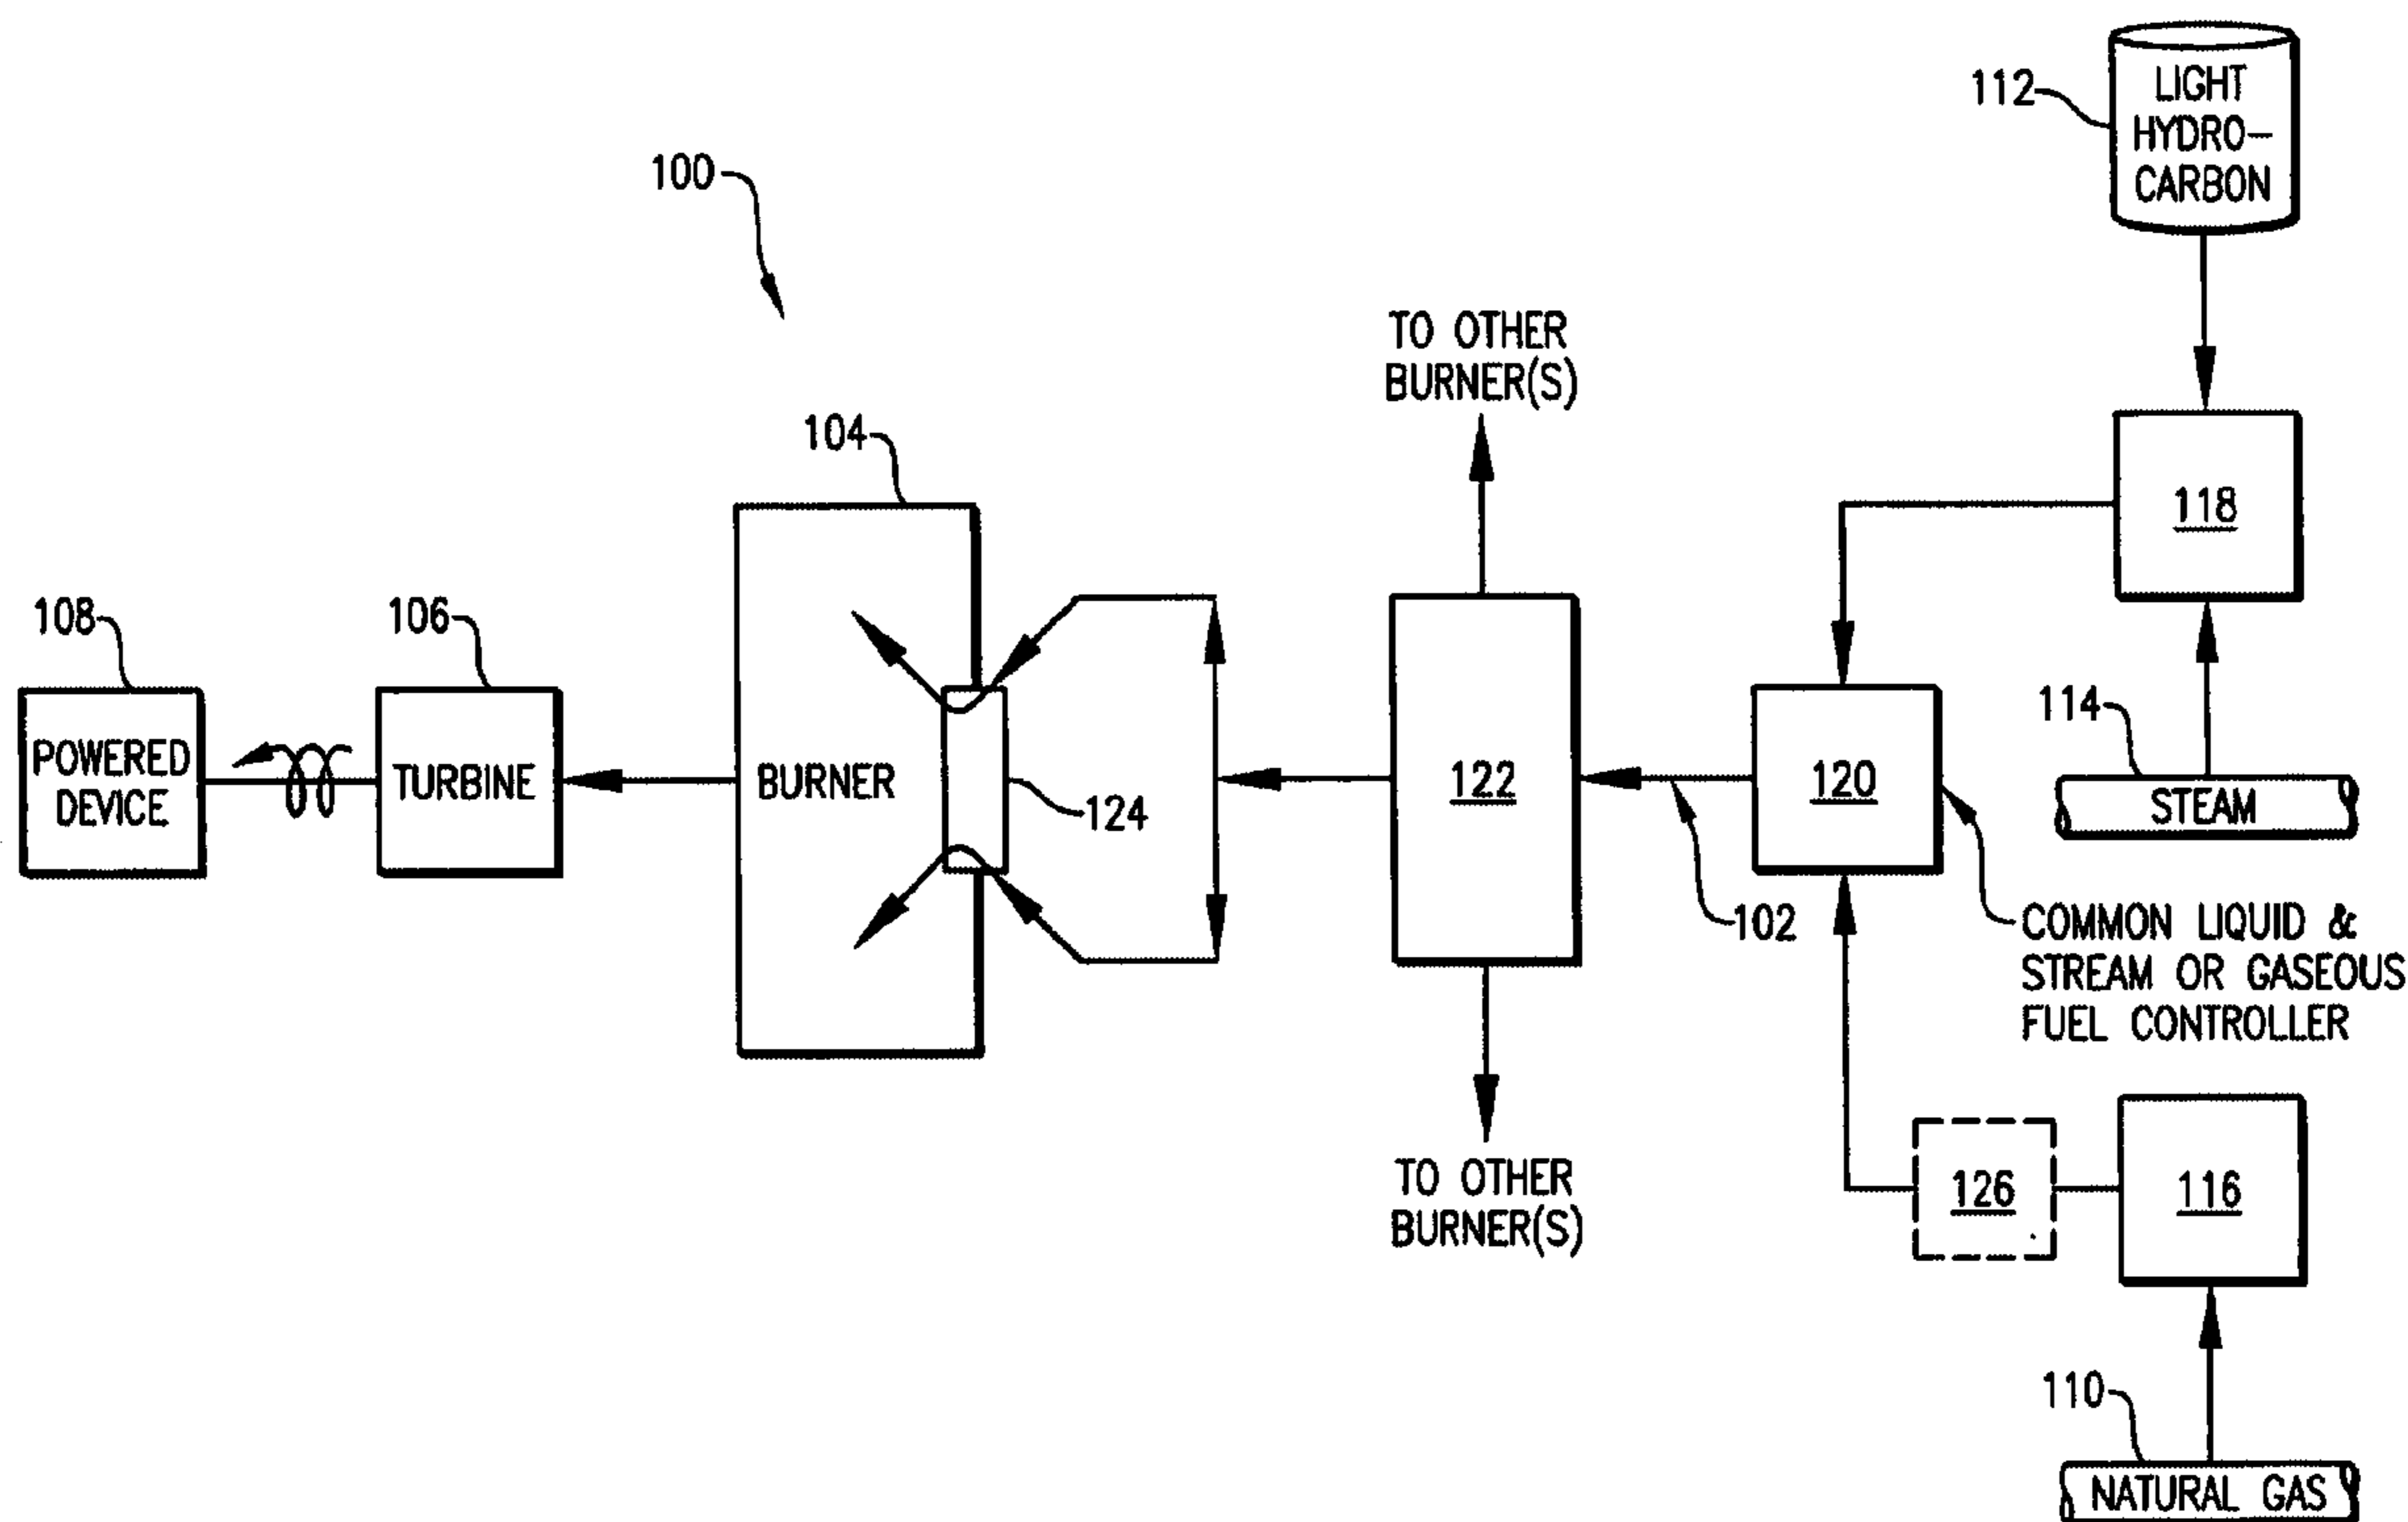 112
LIGHT
HYDRO-
CARBON
100
TO OTHER
BURNER(S)
104
118
108
106
114
POWERED
DEVICE
TURBINE
BURNER
124
122
120
STEAM
102
COMMON LIQUID &
STREAM OR GASEOUS
FUEL CONTROLLER
TO OTHER
BURNER(S)
126
116
110
NATURAL GAS